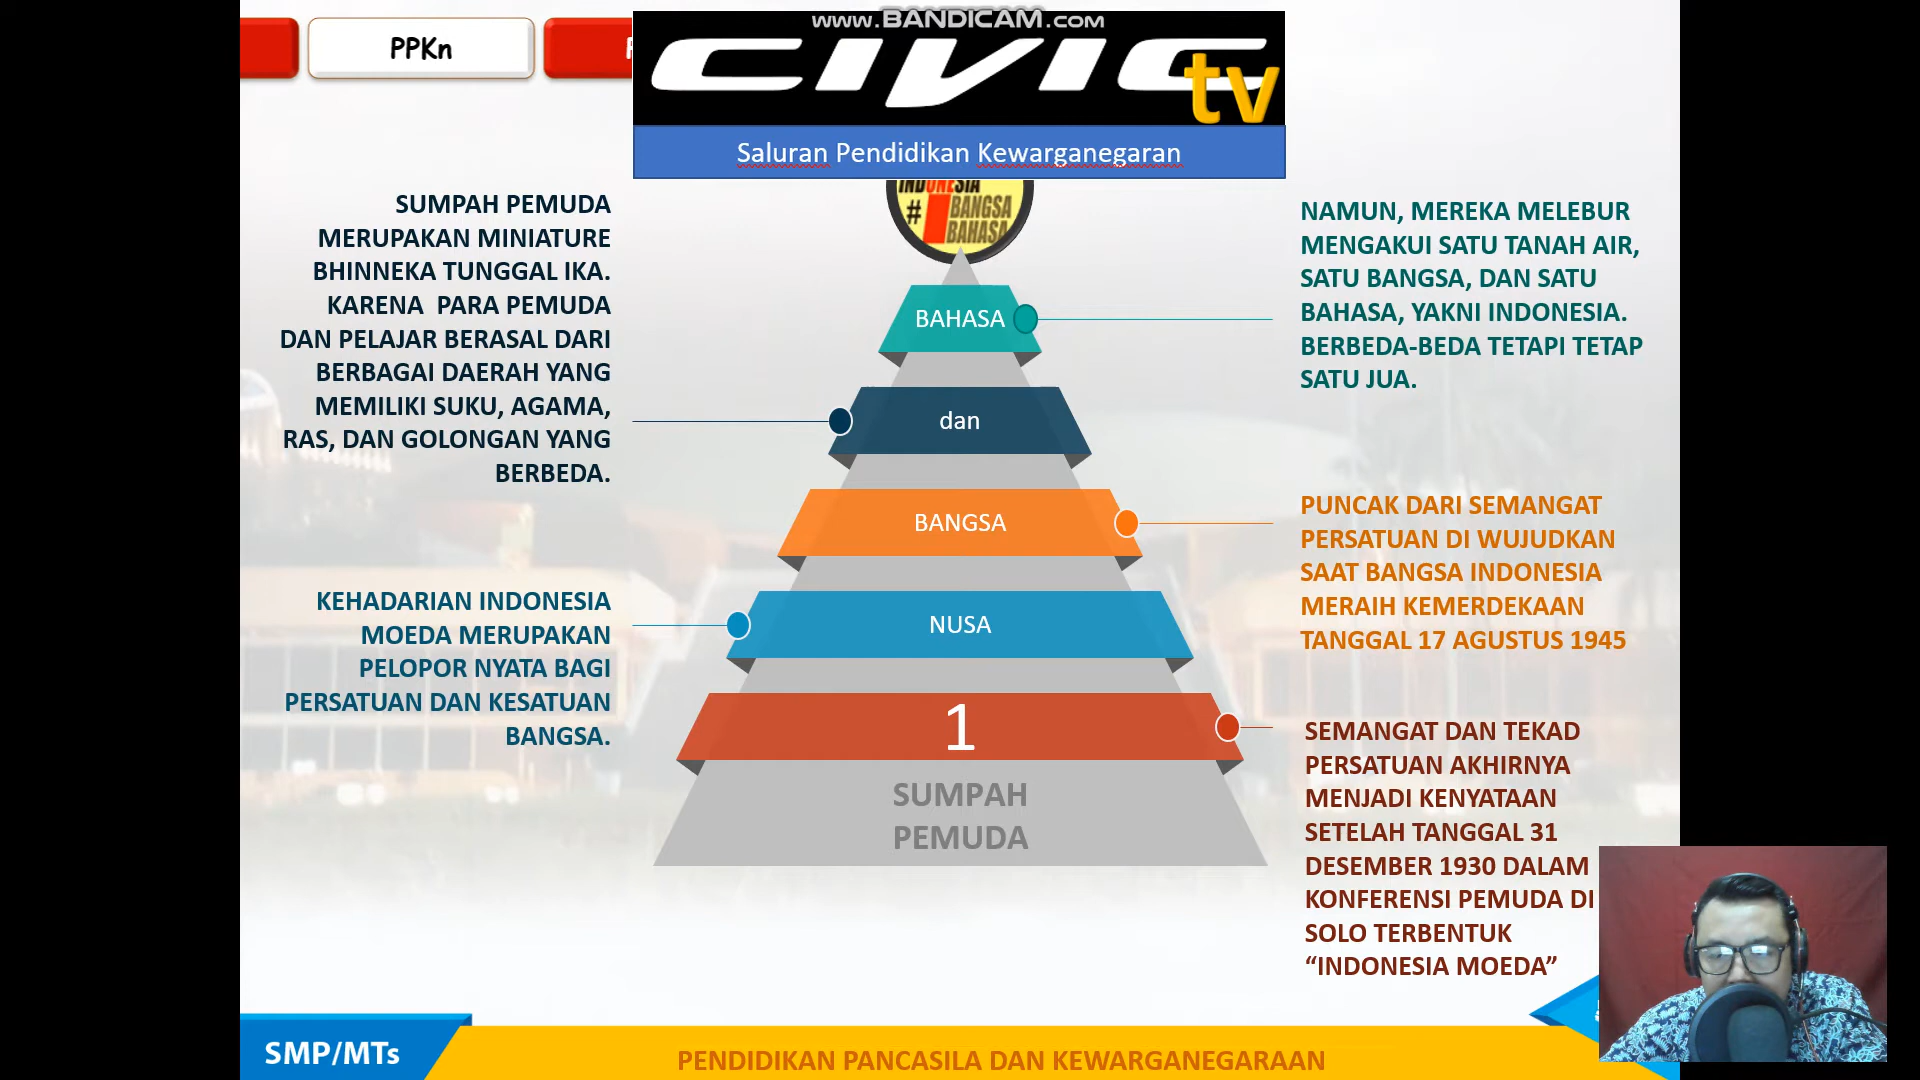 www.BANDICAM.com
PPKn
CIVIC
tv
Saluran Pendidikan Kewarganegaran
INDONESIA
# 1 BANGSA
BAHASA
SUMPAH PEMUDA
MERUPAKAN MINIATURE
BHINNEKA TUNGGAL IKA.
KARENA  PARA PEMUDA
DAN PELAJAR BERASAL DARI
BERBAGAI DAERAH YANG
MEMILIKI SUKU, AGAMA,
RAS, DAN GOLONGAN YANG
BERBEDA.
KEHADARIAN INDONESIA
MOEDA MERUPAKAN
PELOPOR NYATA BAGI
PERSATUAN DAN KESATUAN
BANGSA.
BAHASA
dan
BANGSA
NUSA
1
SUMPAH
PEMUDA
NAMUN, MEREKA MELEBUR
MENGAKUI SATU TANAH AIR,
SATU BANGSA, DAN SATU
BAHASA, YAKNI INDONESIA.
BERBEDA-BEDA TETAPI TETAP
SATU JUA.
PUNCAK DARI SEMANGAT
PERSATUAN DI WUJUDKAN
SAAT BANGSA INDONESIA
MERAIH KEMERDEKAAN
TANGGAL 17 AGUSTUS 1945
SEMANGAT DAN TEKAD
PERSATUAN AKHIRNYA
MENJADI KENYATAAN
SETELAH TANGGAL 31
DESEMBER 1930 DALAM
KONFERENSI PEMUDA DI
SOLO TERBENTUK
“INDONESIA MOEDA”
SMP/MTs
PENDIDIKAN PANCASILA DAN KEWARGANEGARAAN